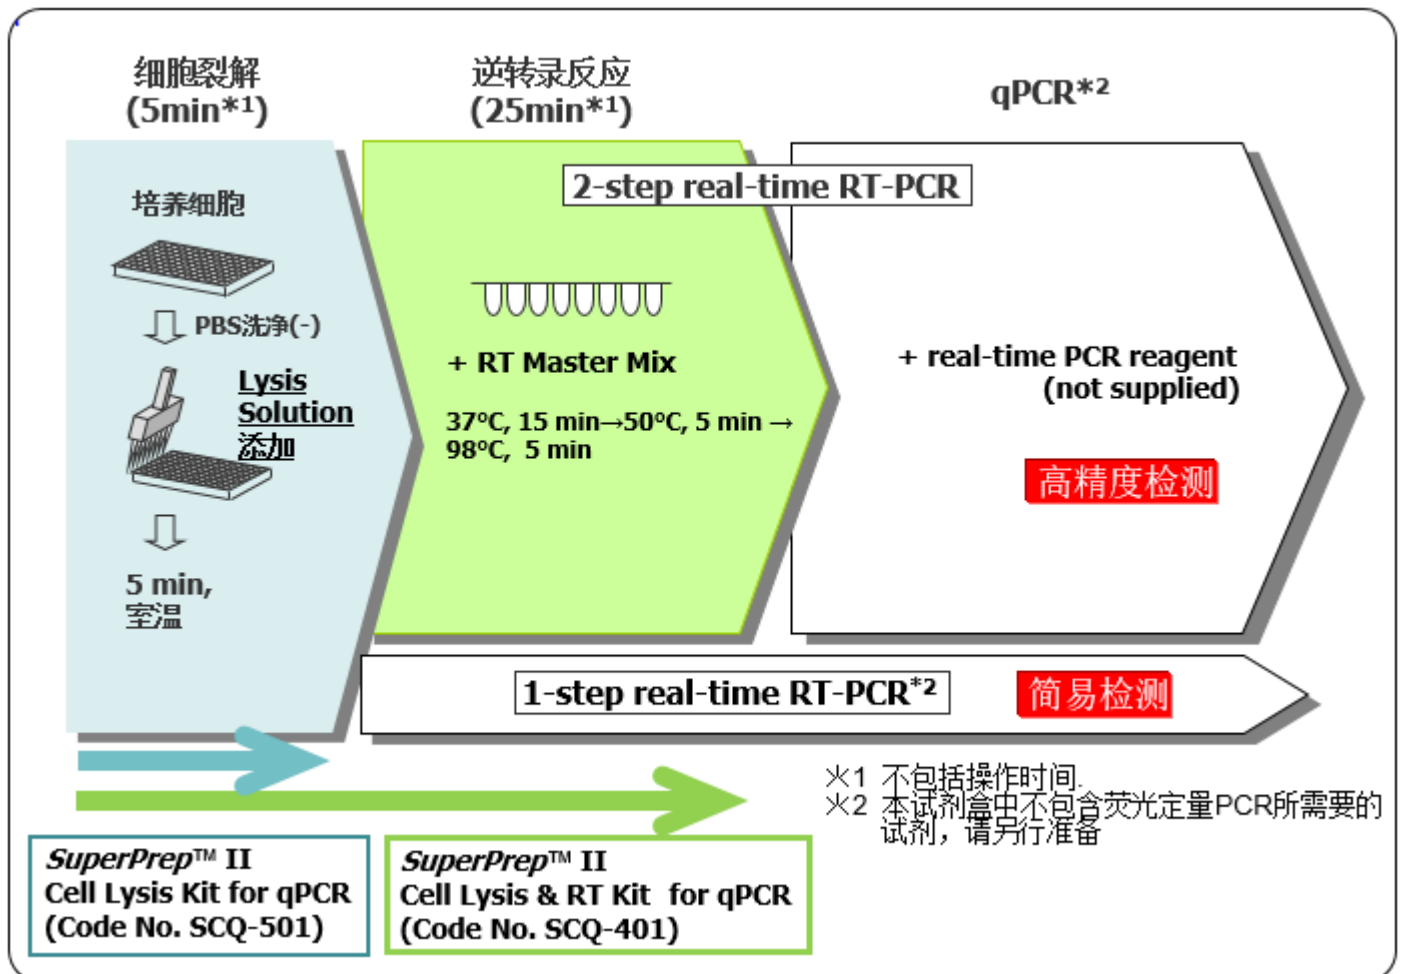 细胞裂解
(5min*1)
逆转录反应
(25min*1)
qPCR*2
2-step real-time RT-PCR
培养细胞
PBS洗净(-)
Lysis
Solution
添加
5 min,
室温
+ RT Master Mix
37°C, 15 min→50°C, 5 min →
98°C, 5 min
+ real-time PCR reagent
(not supplied)
高精度检测
1-step real-time RT-PCR*2
简易检测
※1 不包括操作时间.
※2 本试剂盒中不包含荧光定量PCR所需要的
试剂，请另行准备
SuperPrep™ II
Cell Lysis Kit for qPCR
(Code No. SCQ-501)
SuperPrep™ II
Cell Lysis & RT Kit for qPCR
(Code No. SCQ-401)